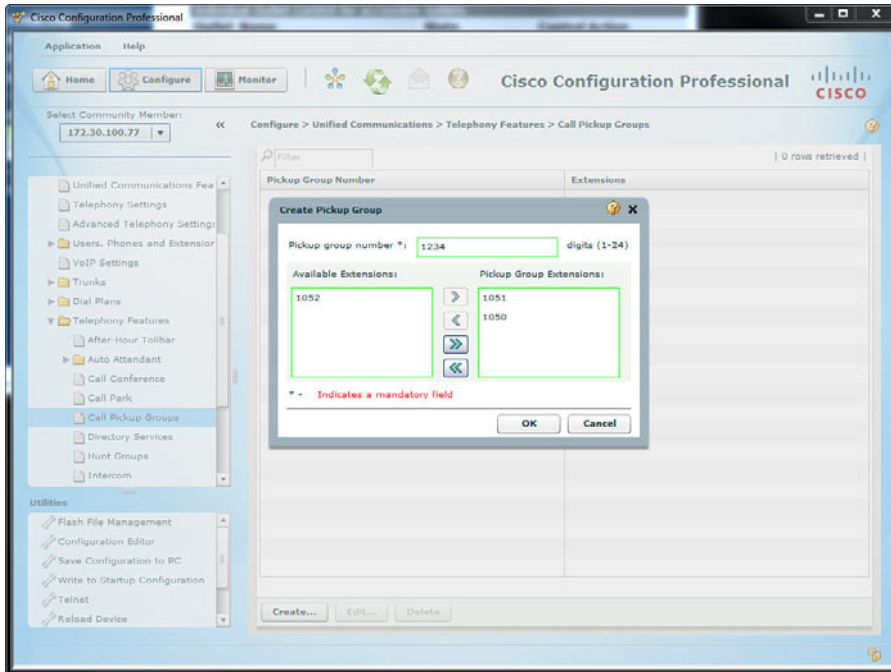 Cisco Configuration Professional
Application Help
Home Configure Monitor Cisco Configuration Professional CISCO
Select Community Member:
172.30.100.77
Configure > Unified Communications > Telephony Features > Call Pickup Groups
Filter
0 rows retrieved
Pickup Group Number Extensions
Unified Communications Fea
Telephony Settings
Advanced Telephony Settings
Users, Phones and Extension
VoIP Settings
Trunks
Dial Plans
Telephony Features
After-Hour Tollbar
Auto Attendant
Call Conference
Call Park
Call Pickup Groups
Directory Services
Hunt Groups
Intercom
Create Pickup Group
Pickup group number *: 1234 digits (1-24)
Available Extensions: Pickup Group Extensions:
1052
1051
1050
* - Indicates a mandatory field
OK Cancel
Utilities
Flash File Management
Configuration Editor
Save Configuration to PC
Write to Startup Configuration
Telnet
Reload Device
Create... Edit... Delete